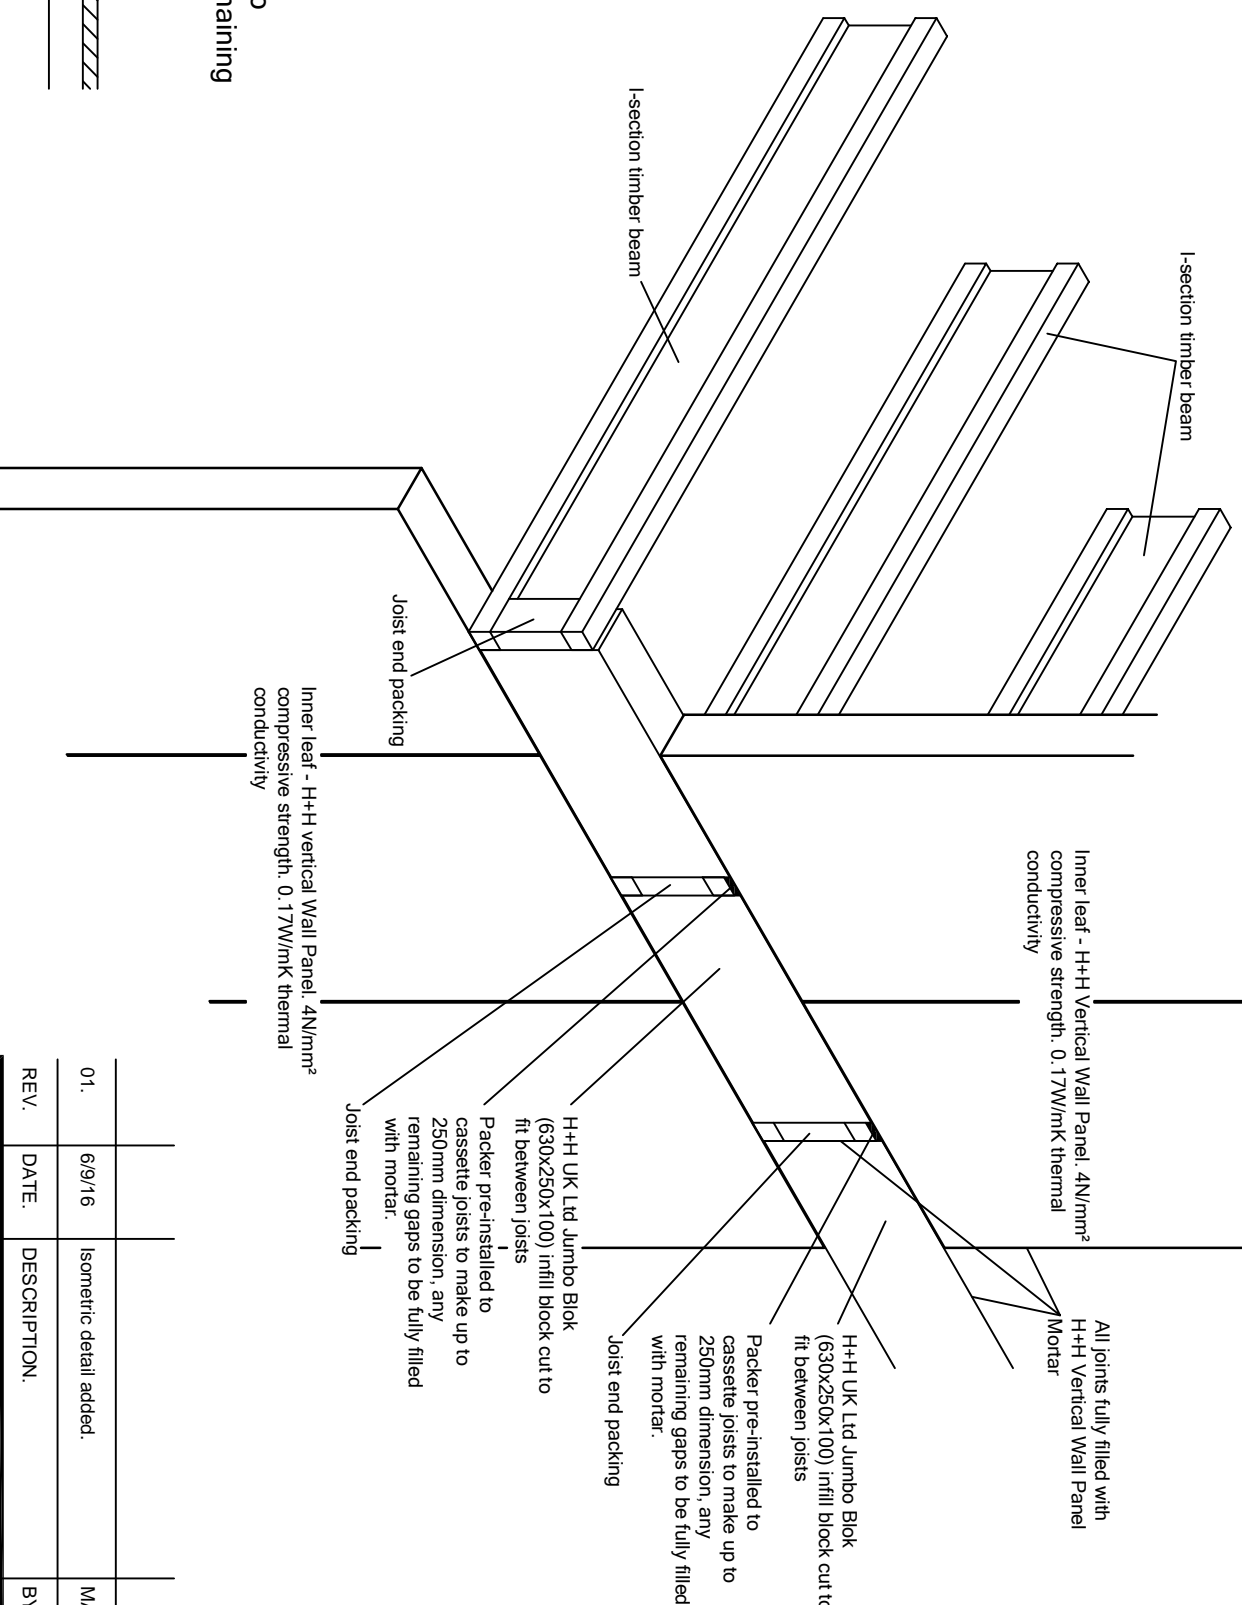 I-section timber beam
I-section timber beam
Inner leaf - H+H Vertical Wall Panel. 4N/mm²
compressive strength. 0.17W/mK thermal
conductivity
All joints fully filled with
H+H Vertical Wall Panel
Mortar
H+H UK Ltd Jumbo Blok
(630x250x100) infill block cut to
fit between joists
Packer pre-installed to
cassette joists to make up to
250mm dimension, any
remaining gaps to be fully filled
with mortar.
Joist end packing
H+H UK Ltd Jumbo Blok
(630x250x100) infill block cut to
fit between joists
Packer pre-installed to
cassette joists to make up to
250mm dimension, any
remaining gaps to be fully filled
with mortar.
Joist end packing
Joist end packing
Inner leaf - H+H vertical Wall Panel. 4N/mm²
compressive strength. 0.17W/mK thermal
conductivity
01. 6/9/16 Isometric detail added.
REV. DATE. DESCRIPTION. BY